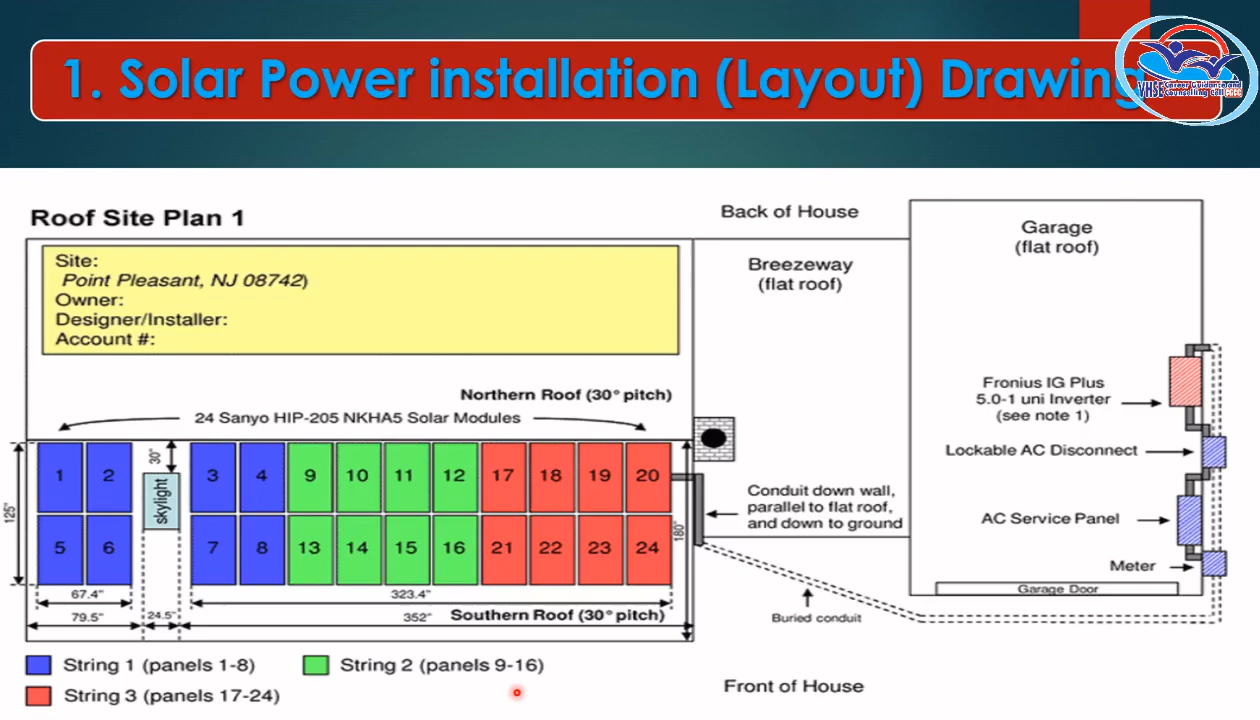 1. Solar Power installation (Layout) Drawing
VHSE Career Guidance and
counselling cell
Roof Site Plan 1
Back of House
Garage
(flat roof)
Site:
Point Pleasant, NJ 08742)
Owner:
Designer/Installer:
Account #:
Breezeway
(flat roof)
Northern Roof (30° pitch)
24 Sanyo HIP-205 NKHA5 Solar Modules
Fronius IG Plus
5.0-1 uni Inverter
(see note 1)
Lockable AC Disconnect
AC Service Panel
Meter
Garage Door
125"
1 2
30"
skylight
3 4 9 10 11 12 17 18 19 20
5 6
7 8 13 14 15 16 21 22 23 24
180"
Conduit down wall,
parallel to flat roof,
and down to ground
67.4"
323.4"
79.5"
24.5"
352"
Southern Roof (30° pitch)
Buried conduit
String 1 (panels 1-8)
String 2 (panels 9-16)
String 3 (panels 17-24)
Front of House